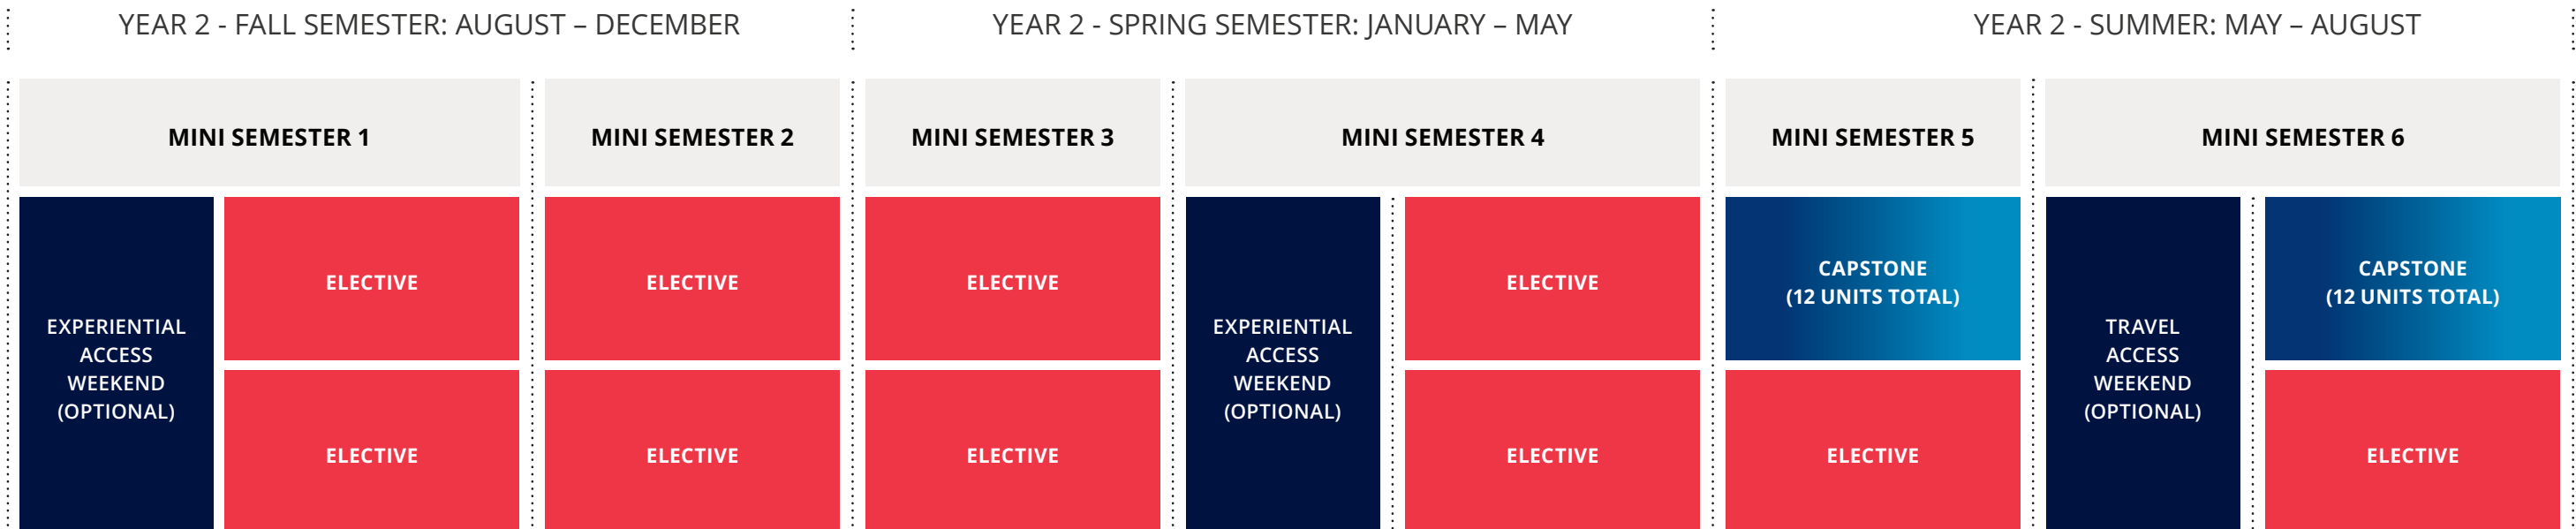 YEAR 2 - FALL SEMESTER: AUGUST – DECEMBER
YEAR 2 - SPRING SEMESTER: JANUARY – MAY
YEAR 2 - SUMMER: MAY – AUGUST
MINI SEMESTER 1
MINI SEMESTER 2
MINI SEMESTER 3
MINI SEMESTER 4
MINI SEMESTER 5
MINI SEMESTER 6
EXPERIENTIAL
ACCESS
WEEKEND
(OPTIONAL)
ELECTIVE
ELECTIVE
ELECTIVE
ELECTIVE
ELECTIVE
ELECTIVE
EXPERIENTIAL
ACCESS
WEEKEND
(OPTIONAL)
ELECTIVE
ELECTIVE
CAPSTONE
(12 UNITS TOTAL)
ELECTIVE
TRAVEL
ACCESS
WEEKEND
(OPTIONAL)
CAPSTONE
(12 UNITS TOTAL)
ELECTIVE